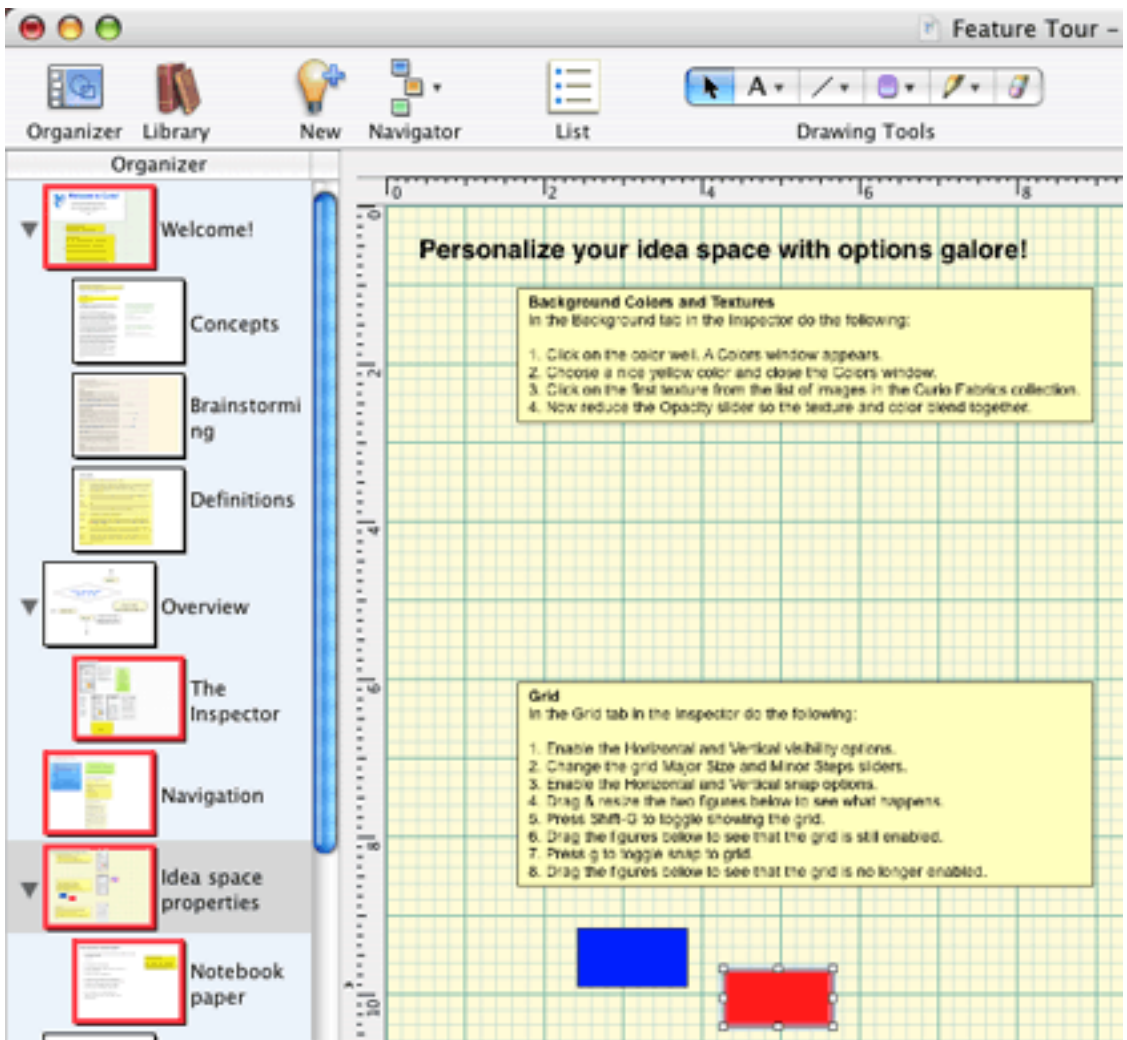 Feature Tour –
Organizer
Library
New
Navigator
List
A
Drawing Tools
Organizer
Welcome!
Concepts
Brainstormi
ng
Definitions
Overview
The
Inspector
Navigation
Idea space
properties
Notebook
paper
0 2 4 6 8
0
2
4
6
8
10
Personalize your idea space with options galore!
Background Colors and Textures
In the Background tab in the Inspector do the following:
1. Click on the color well. A Colors window appears.
2. Choose a nice yellow color and close the Colors window.
3. Click on the first texture from the list of images in the Curio Fabrics collection.
4. Now reduce the Opacity slider so the texture and color blend together.
Grid
In the Grid tab in the Inspector do the following:
1. Enable the Horizontal and Vertical visibility options.
2. Change the grid Major Size and Minor Steps sliders.
3. Enable the Horizontal and Vertical snap options.
4. Drag & resize the two figures below to see what happens.
5. Press Shift-G to toggle showing the grid.
6. Drag the figures below to see that the grid is still enabled.
7. Press g to toggle snap to grid.
8. Drag the figures below to see that the grid is no longer enabled.